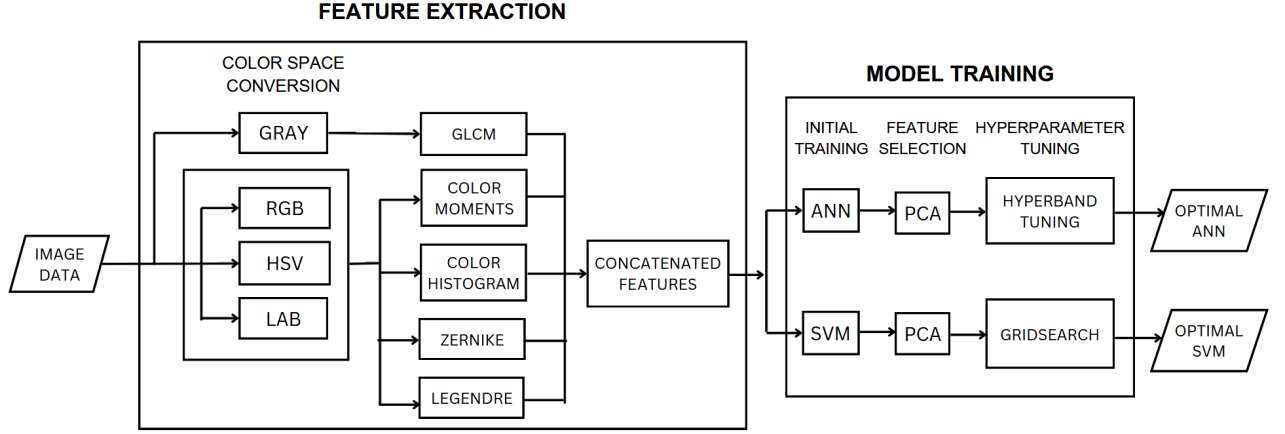 FEATURE EXTRACTION
COLOR SPACE
CONVERSION
GRAY
GLCM
RGB
HSV
LAB
COLOR
MOMENTS
COLOR
HISTOGRAM
ZERNIKE
LEGENDRE
IMAGE
DATA
CONCATENATED
FEATURES
MODEL TRAINING
INITIAL
TRAINING
FEATURE
SELECTION
HYPERPARAMETER
TUNING
ANN
PCA
HYPERBAND
TUNING
OPTIMAL
ANN
SVM
PCA
GRIDSEARCH
OPTIMAL
SVM